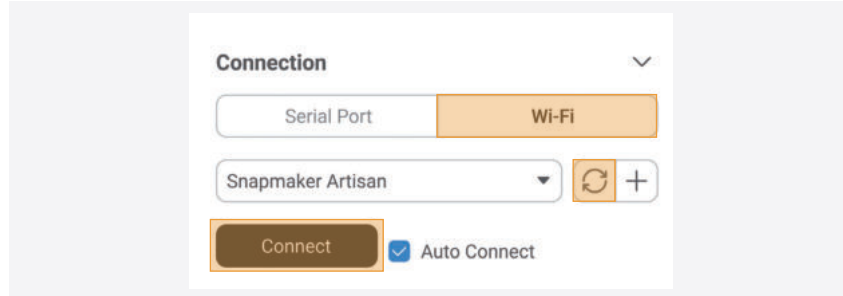 Connection
Serial Port Wi-Fi
Snapmaker Artisan
Connect Auto Connect